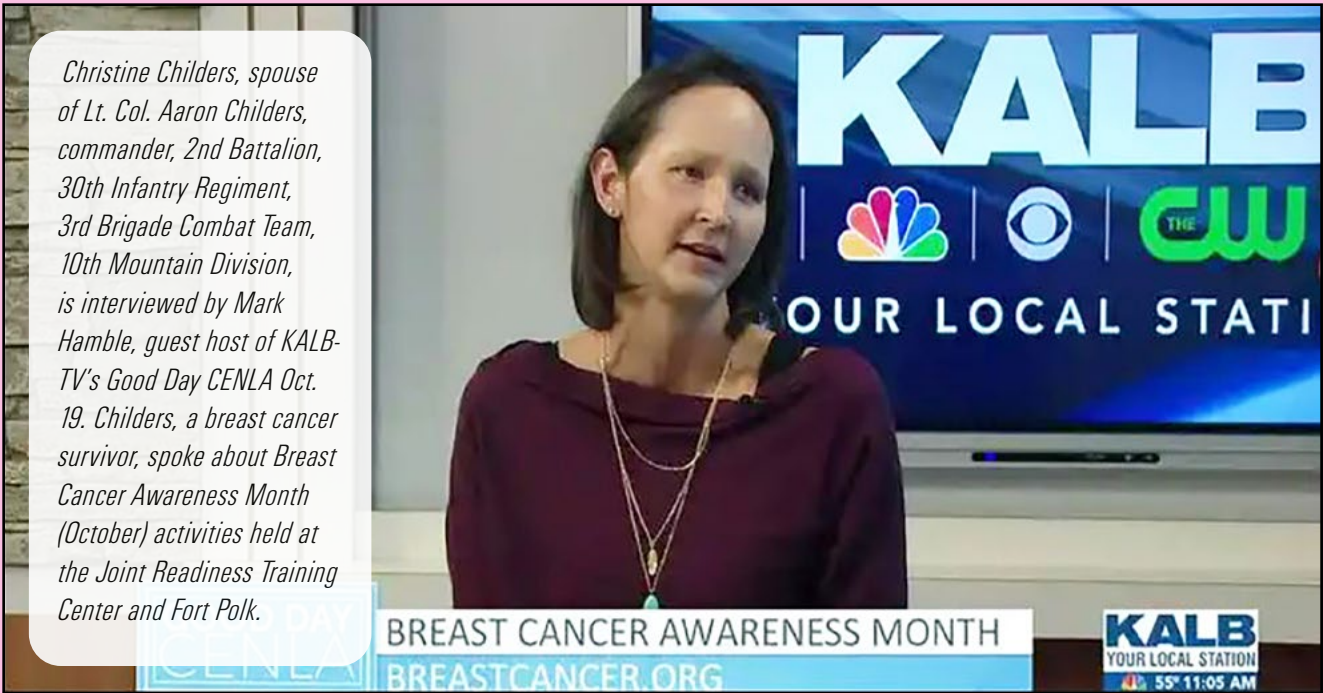 Christine Childers, spouse
of Lt. Col. Aaron Childers,
commander, 2nd Battalion,
30th Infantry Regiment,
3rd Brigade Combat Team,
10th Mountain Division,
is interviewed by Mark
Hamble, guest host of KALB-
TV's Good Day CENLA Oct.
19. Childers, a breast cancer
survivor, spoke about Breast
Cancer Awareness Month
(October) activities held at
the Joint Readiness Training
Center and Fort Polk.
KALB
THE CW
OUR LOCAL STATI
DAY
CENLA
BREAST CANCER AWARENESS MONTH
BREASTCANCER.ORG
KALB
YOUR LOCAL STATION
55° 11:05 AM